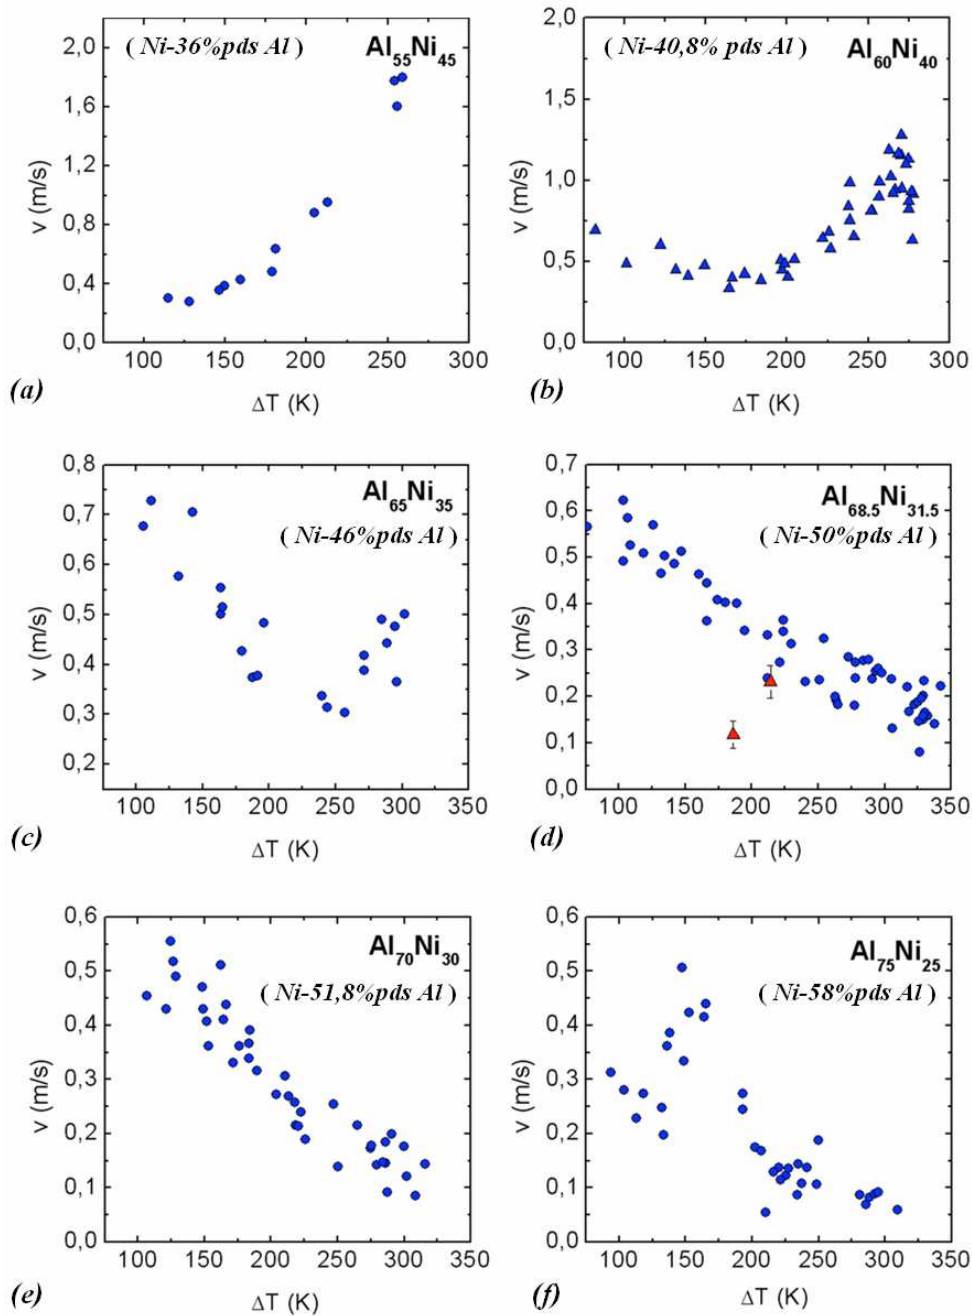 ( Ni-36%pds Al )
Al55Ni45
2,0
1,6
1,2
0,8
0,4
0,0
v (m/s)
100 150 200 250 300
ΔT (K)
(a)
( Ni-40,8% pds Al )
Al60Ni40
2,0
1,5
1,0
0,5
0,0
v (m/s)
100 150 200 250 300
ΔT (K)
(b)
Al65Ni35
( Ni-46%pds Al )
0,8
0,7
0,6
0,5
0,4
0,3
0,2
v (m/s)
100 150 200 250 300 350
ΔT (K)
(c)
Al68.5Ni31.5
( Ni-50%pds Al )
0,7
0,6
0,5
0,4
0,3
0,2
0,1
0,0
v (m/s)
100 150 200 250 300 350
ΔT (K)
(d)
Al70Ni30
( Ni-51,8%pds Al )
0,6
0,5
0,4
0,3
0,2
0,1
0,0
v (m/s)
100 150 200 250 300 350
ΔT (K)
(e)
Al75Ni25
( Ni-58%pds Al )
0,6
0,5
0,4
0,3
0,2
0,1
0,0
v (m/s)
100 150 200 250 300 350
ΔT (K)
(f)